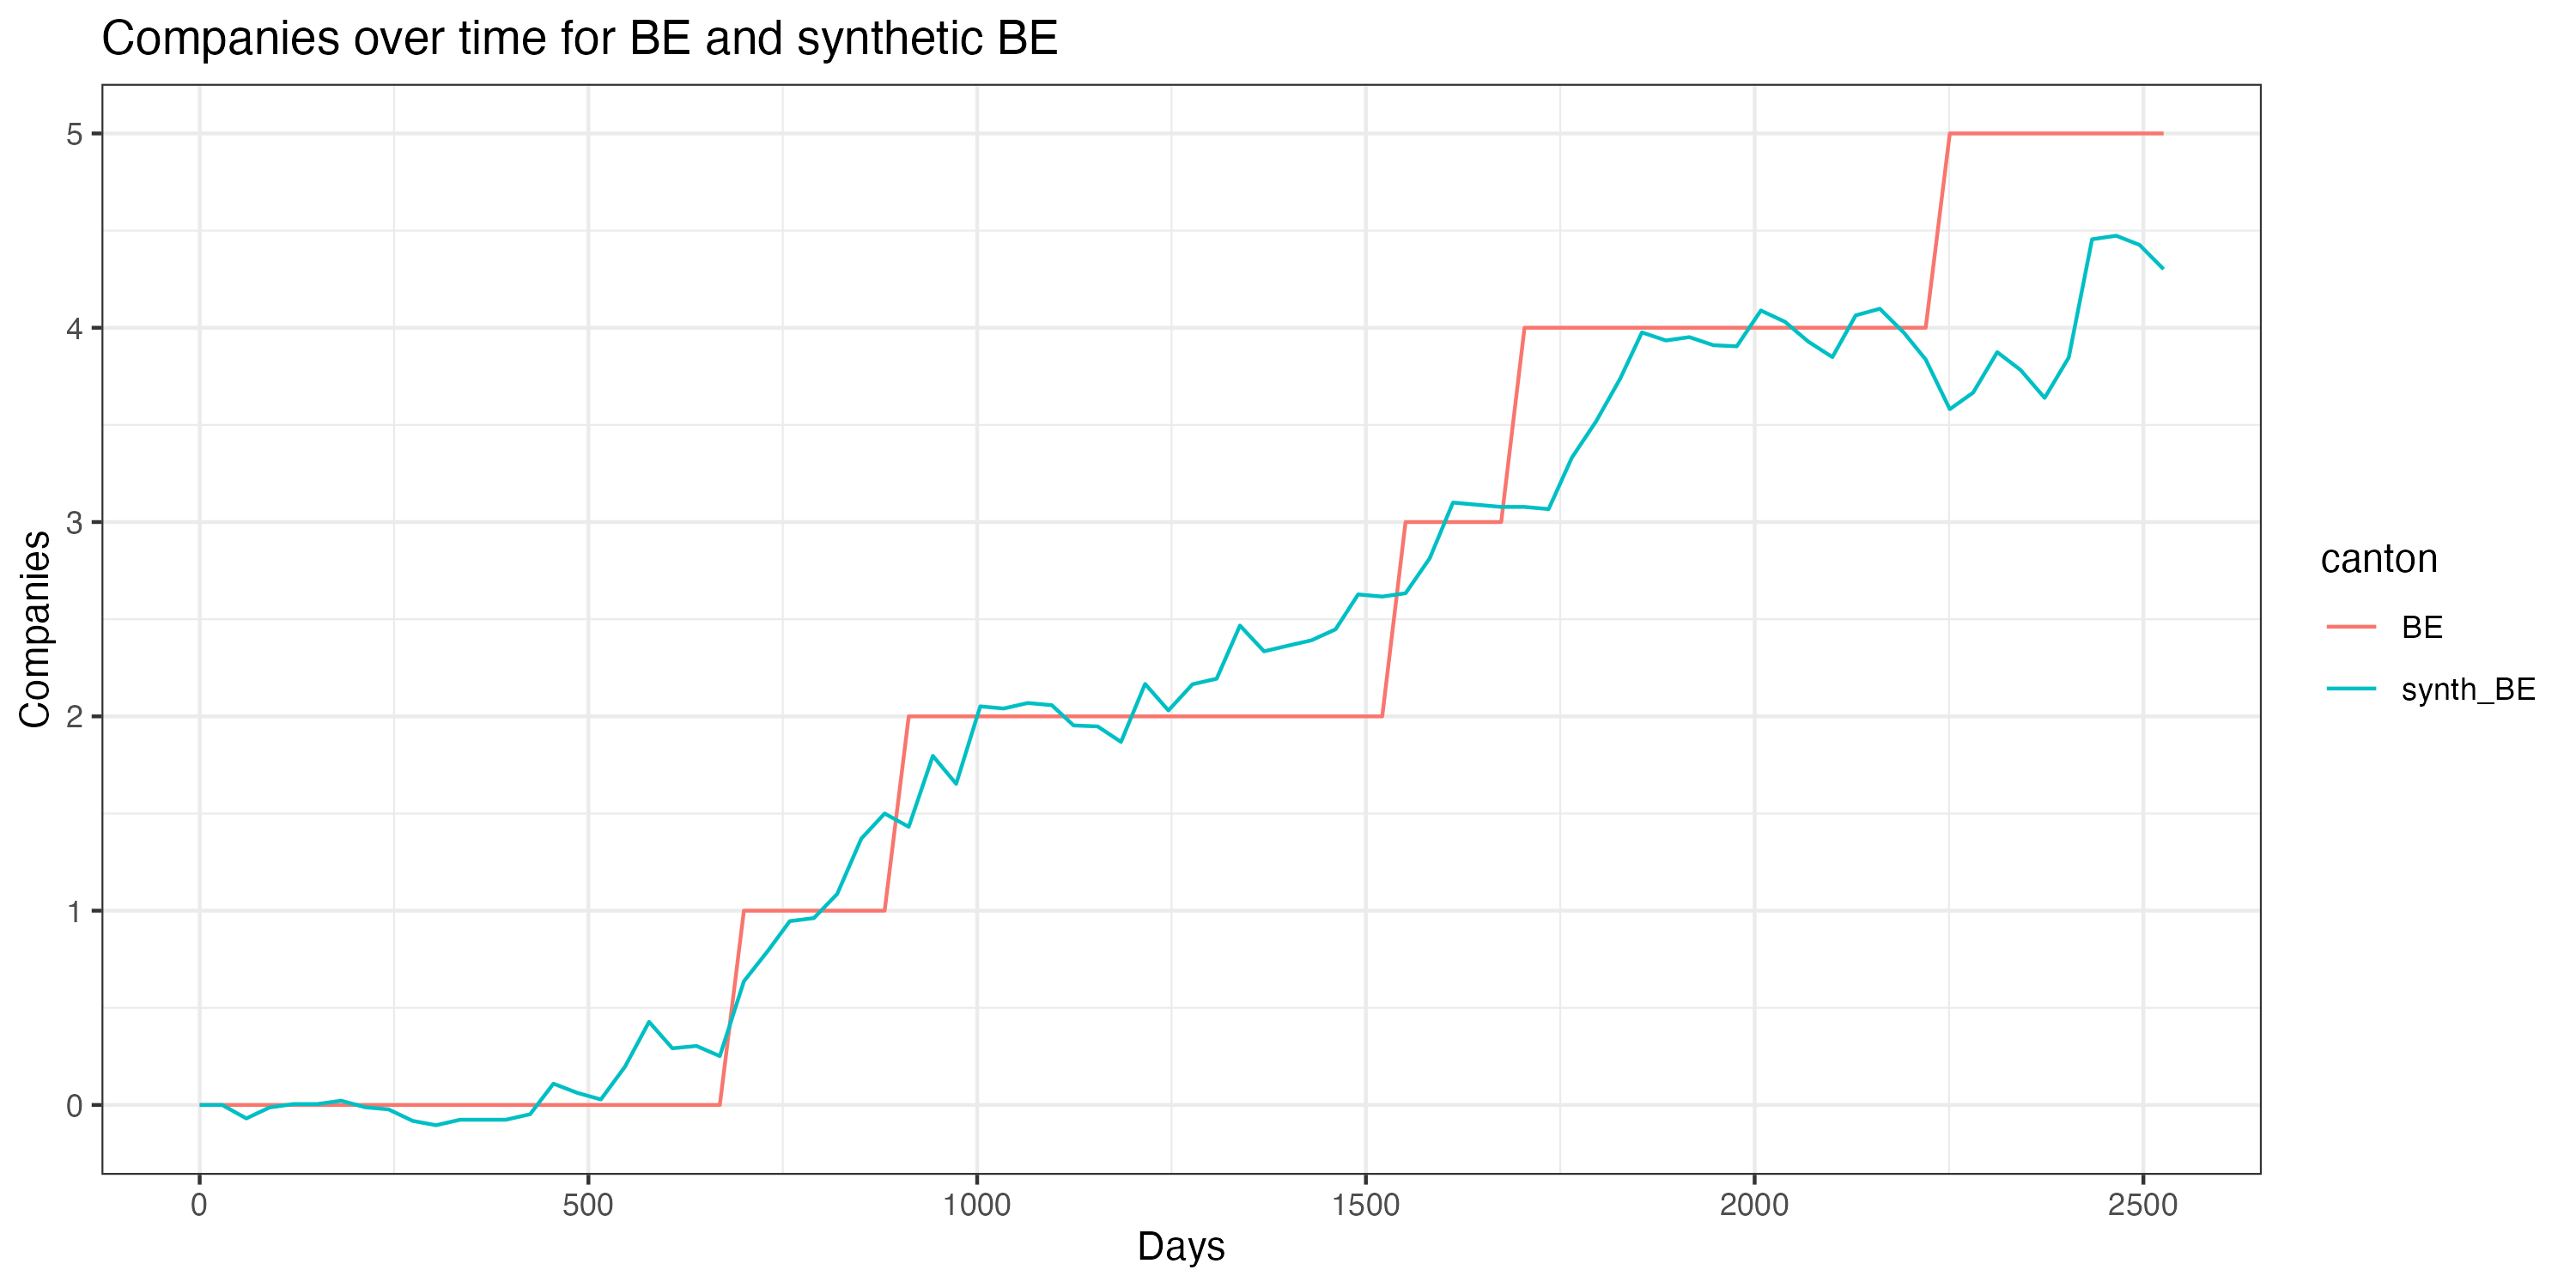 Companies over time for BE and synthetic BE
Companies
5
4
3
2
1
0
0 500 1000 1500 2000 2500
Days
canton
BE
synth_BE